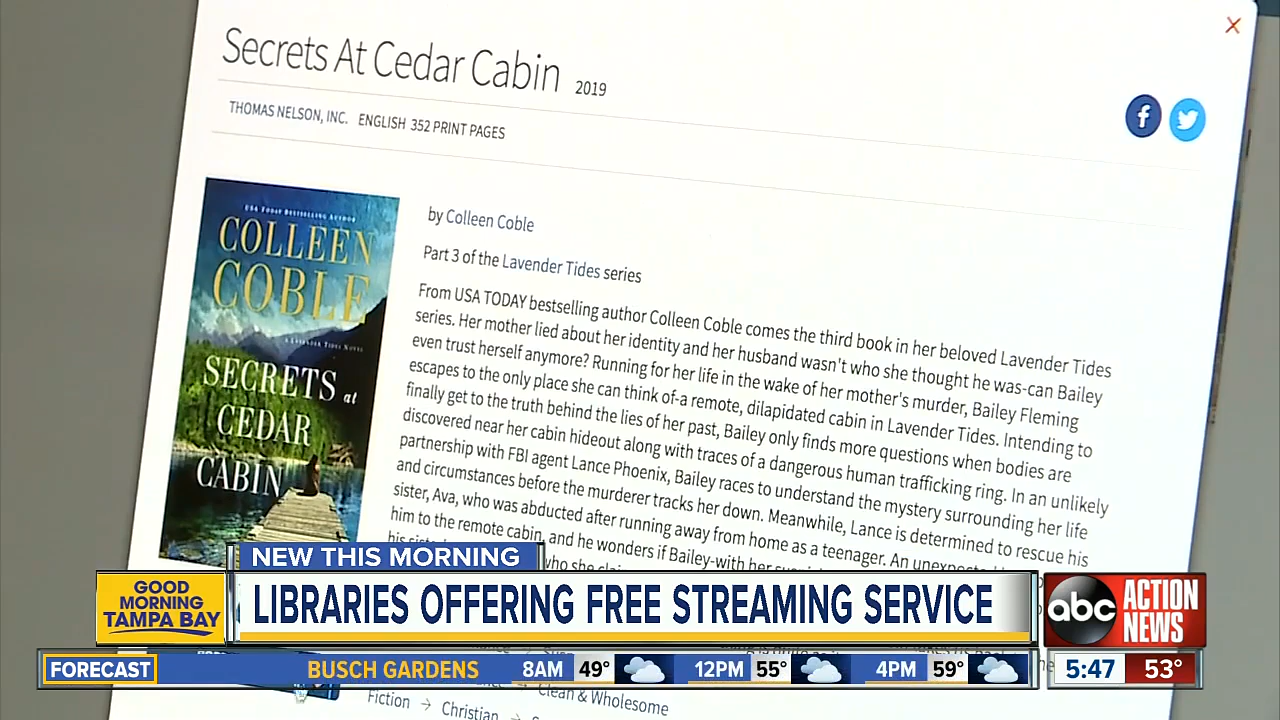 Secrets At Cedar Cabin 2019
THOMAS NELSON, INC. ENGLISH 352 PRINT PAGES
USA TODAY BESTSELLING AUTHOR
COLLEEN
COBLE
A LAVENDER TIDES NOVEL
SECRETS at
CEDAR
CABIN
by Colleen Coble
Part 3 of the Lavender Tides series
From USA TODAY bestselling author Colleen Coble comes the third book in her beloved Lavender Tides
series. Her mother lied about her identity and her husband wasn't who she thought he was-can Bailey
even trust herself anymore? Running for her life in the wake of her mother's murder, Bailey Fleming
escapes to the only place she can think of-a remote, dilapidated cabin in Lavender Tides. Intending to
finally get to the truth behind the lies of her past, Bailey only finds more questions when bodies are
discovered near her cabin hideout along with traces of a dangerous human trafficking ring. In an unlikely
partnership with FBI agent Lance Phoenix, Bailey races to understand the mystery surrounding her life
and circumstances before the murderer tracks her down. Meanwhile, Lance is determined to rescue his
sister, Ava, who was abducted after running away from home as a teenager. An unexpected
him to the remote cabin, and he wonders if Bailey-with her
who she
NEW THIS MORNING
GOOD
MORNING
TAMPA BAY
LIBRARIES OFFERING FREE STREAMING SERVICE
abc ACTION
NEWS
FORECAST BUSCH GARDENS 8AM 49° 12PM 55° 4PM 59° 5:47 53°
Clean & Wholesome
Fiction → Christian →